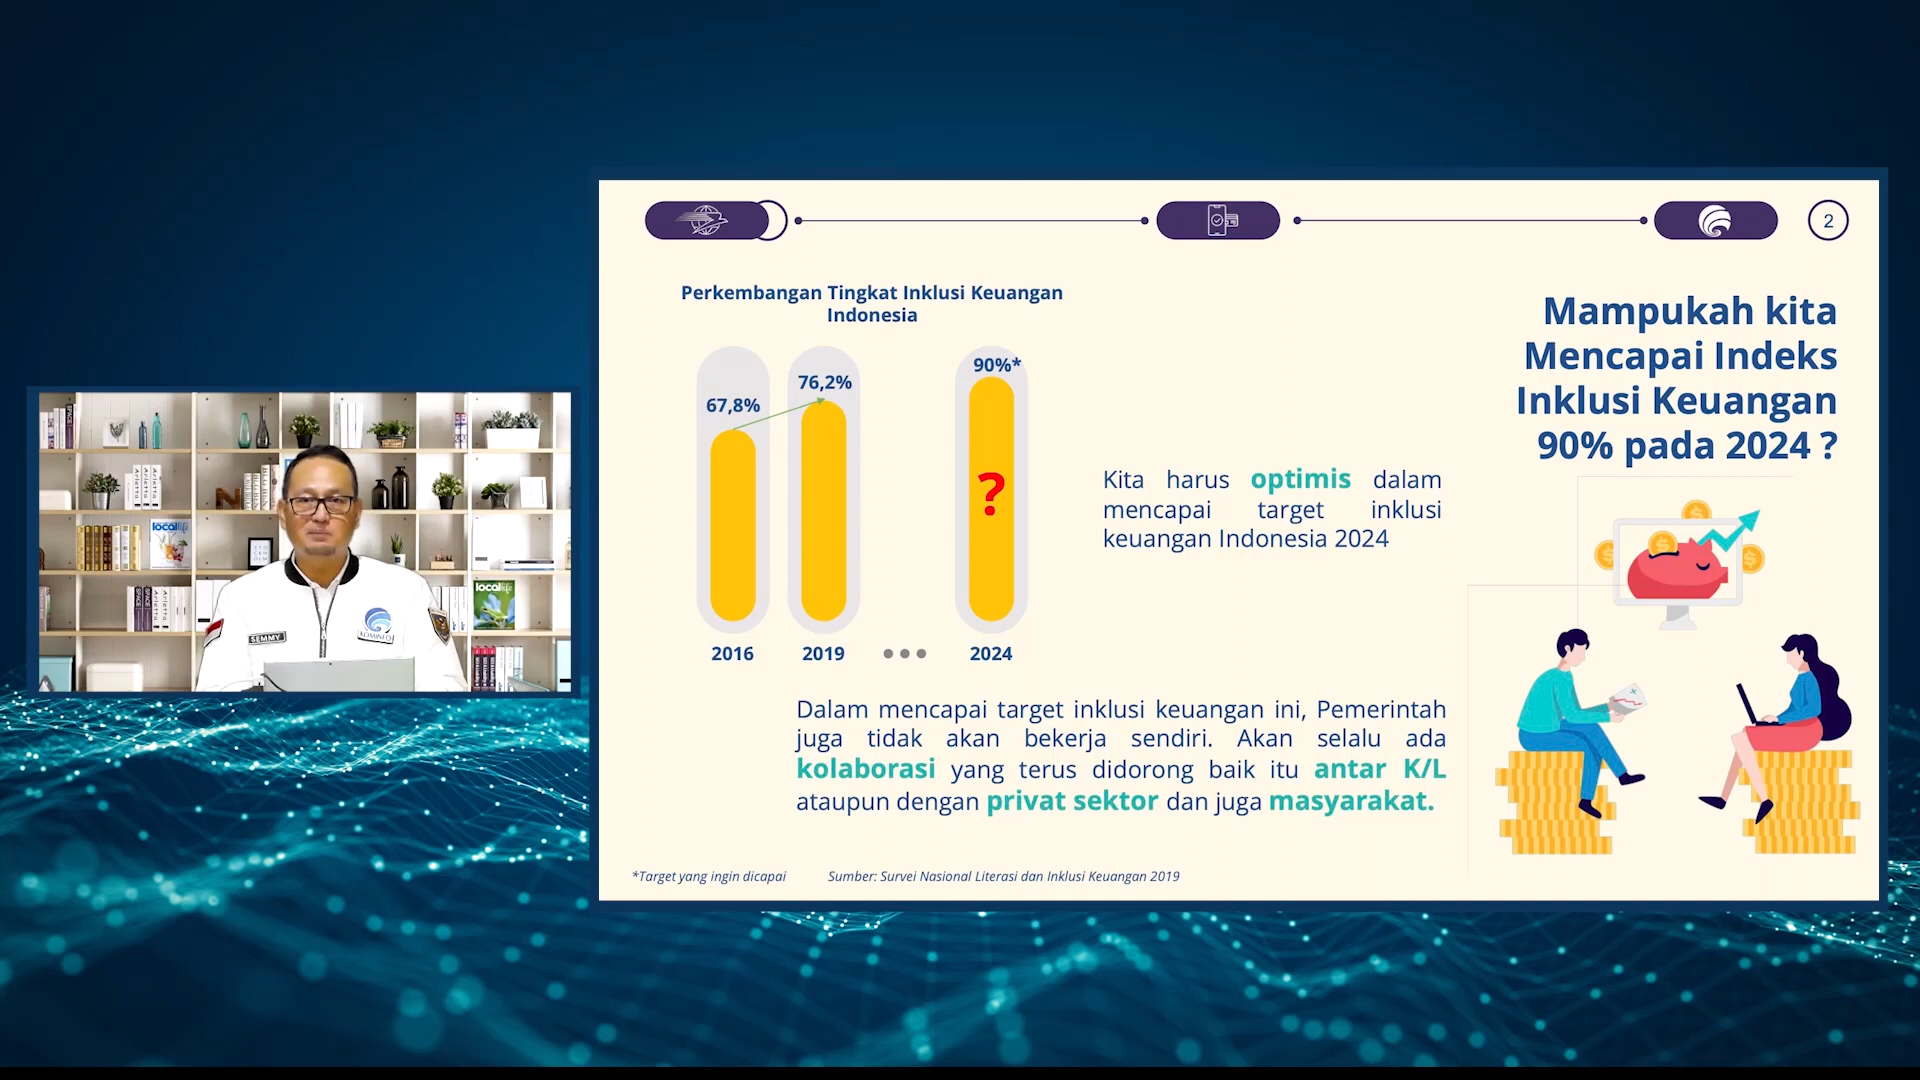 2
Perkembangan Tingkat Inklusi Keuangan
Indonesia
67,8%
76,2%
90%*
?
2016
2019
2024
Mampukah kita
Mencapai Indeks
Inklusi Keuangan
90% pada 2024 ?
Kita harus optimis dalam
mencapai target inklusi
keuangan Indonesia 2024
Dalam mencapai target inklusi keuangan ini, Pemerintah
juga tidak akan bekerja sendiri. Akan selalu ada
kolaborasi yang terus didorong baik itu antar K/L
ataupun dengan privat sektor dan juga masyarakat.
*Target yang ingin dicapai
Sumber: Survei Nasional Literasi dan Inklusi Keuangan 2019
SEMMY
KOMINFO
local
local